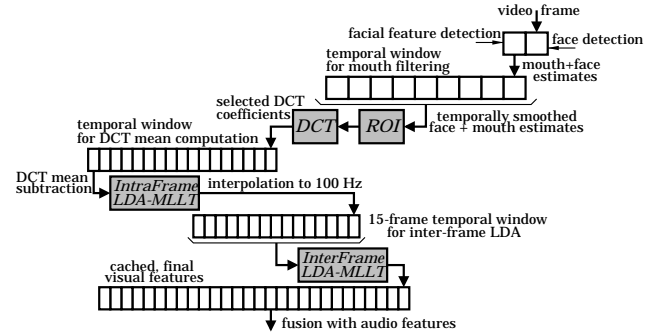 video frame
facial feature detection
face detection
temporal window
for mouth filtering
mouth+face
estimates
selected DCT
coefficients
DCT
ROI
temporally smoothed
face + mouth estimates
temporal window
for DCT mean computation
DCT mean
subtraction
IntraFrame
LDA-MLLT
interpolation to 100 Hz
15-frame temporal window
for inter-frame LDA
InterFrame
LDA-MLLT
cached, final
visual features
fusion with audio features